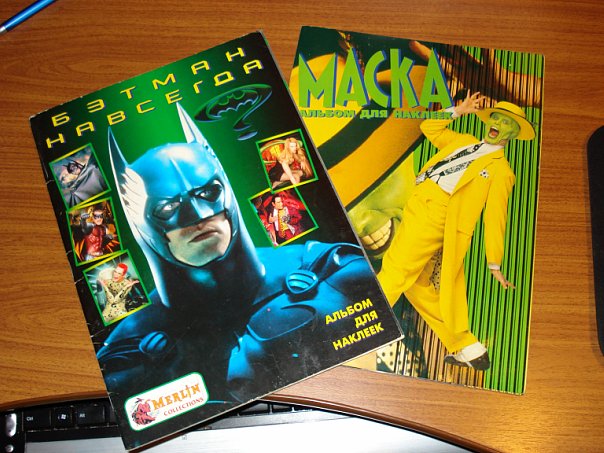 БЭТМАН
НАВСЕГДА
АЛЬБОМ
ДЛЯ
НАКЛЕЕК
MERLIN
COLLECTIONS
МАСКА
АЛЬБОМ ДЛЯ НАКЛЕЕК